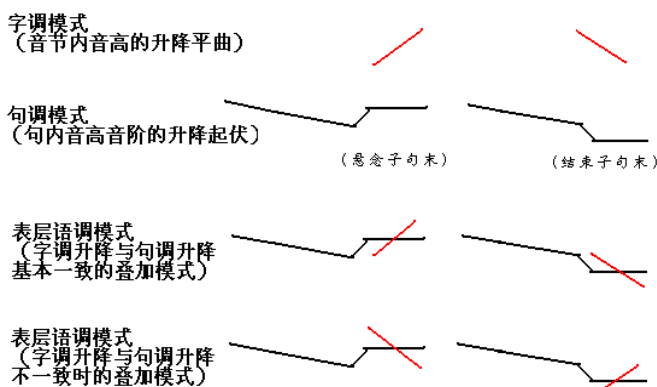 字调模式
（音节内音高的升降平曲）
句调模式
（句内音高音阶的升降起伏）
（悬念子句末）
（结束子句末）
表层语调模式
（字调升降与句调升降
基本一致的叠加模式）
表层语调模式
（字调升降与句调升降
不一致时的叠加模式）